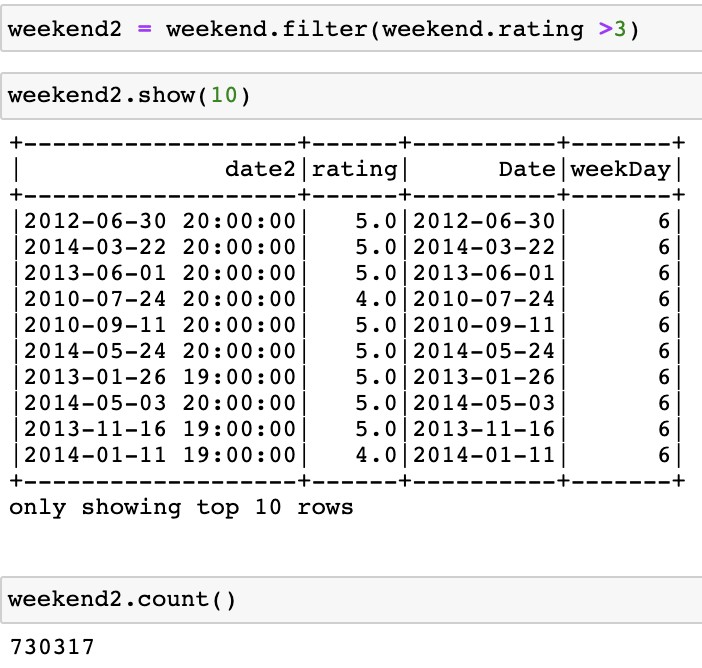 weekend2 = weekend.filter(weekend.rating >3)
weekend2.show(10)
+-------------------+------+----------+-------+
|              date2|rating|      Date|weekDay|
+-------------------+------+----------+-------+
|2012-06-30 20:00:00|   5.0|2012-06-30|      6|
|2014-03-22 20:00:00|   5.0|2014-03-22|      6|
|2013-06-01 20:00:00|   5.0|2013-06-01|      6|
|2010-07-24 20:00:00|   4.0|2010-07-24|      6|
|2010-09-11 20:00:00|   5.0|2010-09-11|      6|
|2014-05-24 20:00:00|   5.0|2014-05-24|      6|
|2013-01-26 19:00:00|   5.0|2013-01-26|      6|
|2014-05-03 20:00:00|   5.0|2014-05-03|      6|
|2013-11-16 19:00:00|   5.0|2013-11-16|      6|
|2014-01-11 19:00:00|   4.0|2014-01-11|      6|
+-------------------+------+----------+-------+
only showing top 10 rows
weekend2.count()
730317